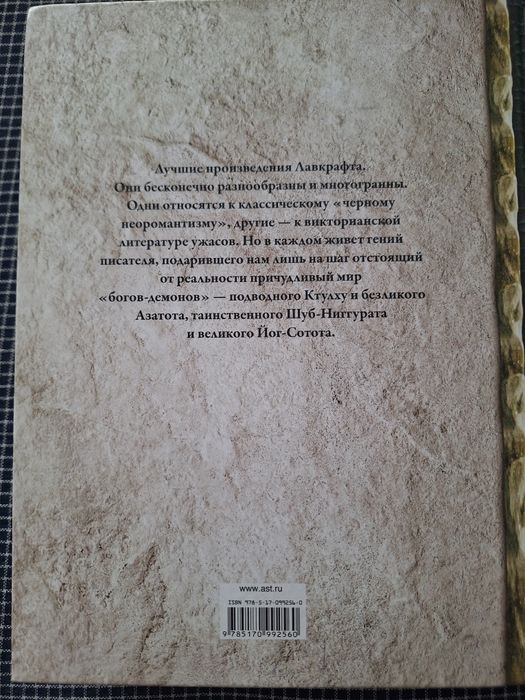 Лучшие произведения Лавкрафта.
Они бесконечно разнообразны и многогранны.
Одни относятся к классическому «черному
неоромантизму», другие — к викторианской
литературе ужасов. Но в каждом живет гений
писателя, подарившего нам лишь на шаг отстоящий
от реальности причудливый мир
«богов-демонов» — подводного Ктулху и безликого
Азатота, таинственного Шуб-Ниггурата
и великого Йог-Сотота.
www.ast.ru
ISBN 978-5-17-099256-0
9 785170 992560